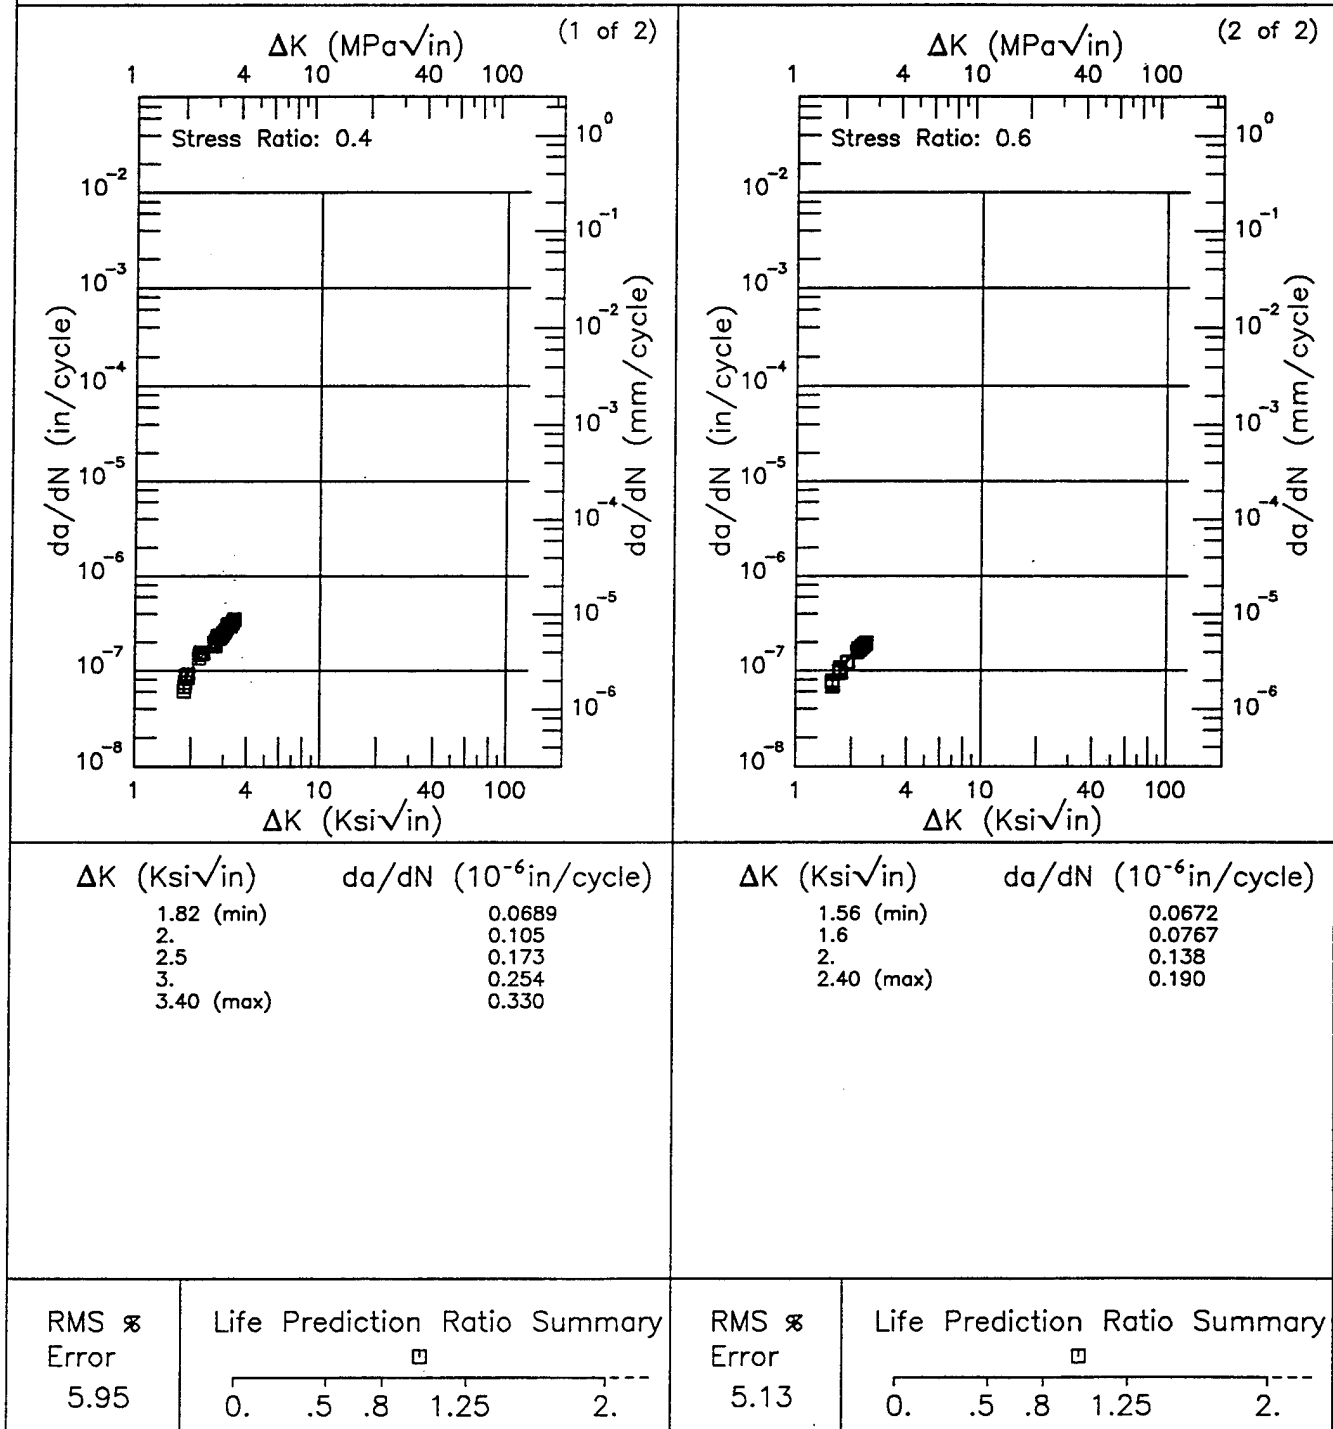 (1 of 2)
ΔK (MPa√in)
1 4 10 40 100
Stress Ratio: 0.4
10⁰
10⁻²
10⁻¹
10⁻³
10⁻²
10⁻⁴
10⁻³
10⁻⁵
10⁻⁴
10⁻⁶
10⁻⁵
10⁻⁷
10⁻⁶
10⁻⁸
da/dN (in/cycle)
da/dN (mm/cycle)
1 4 10 40 100
ΔK (Ksi√in)
ΔK (Ksi√in) da/dN (10⁻⁶in/cycle)
1.82 (min) 0.0689
2. 0.105
2.5 0.173
3. 0.254
3.40 (max) 0.330
RMS %
Error
5.95
Life Prediction Ratio Summary
0. .5 .8 1.25 2.
(2 of 2)
ΔK (MPa√in)
1 4 10 40 100
Stress Ratio: 0.6
10⁰
10⁻²
10⁻¹
10⁻³
10⁻²
10⁻⁴
10⁻³
10⁻⁵
10⁻⁴
10⁻⁶
10⁻⁵
10⁻⁷
10⁻⁶
10⁻⁸
da/dN (in/cycle)
da/dN (mm/cycle)
1 4 10 40 100
ΔK (Ksi√in)
ΔK (Ksi√in) da/dN (10⁻⁶in/cycle)
1.56 (min) 0.0672
1.6 0.0767
2. 0.138
2.40 (max) 0.190
RMS %
Error
5.13
Life Prediction Ratio Summary
0. .5 .8 1.25 2.